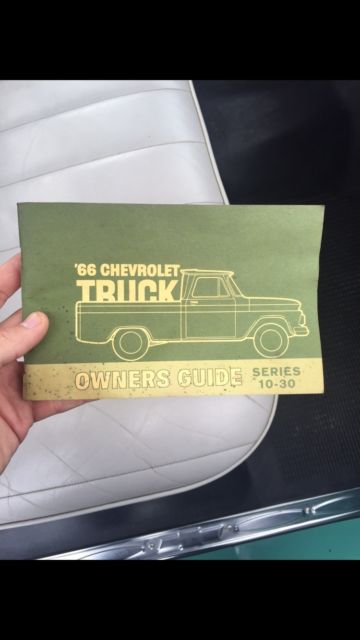 '66 CHEVROLET
TRUCK
OWNERS GUIDE
SERIES
10-30